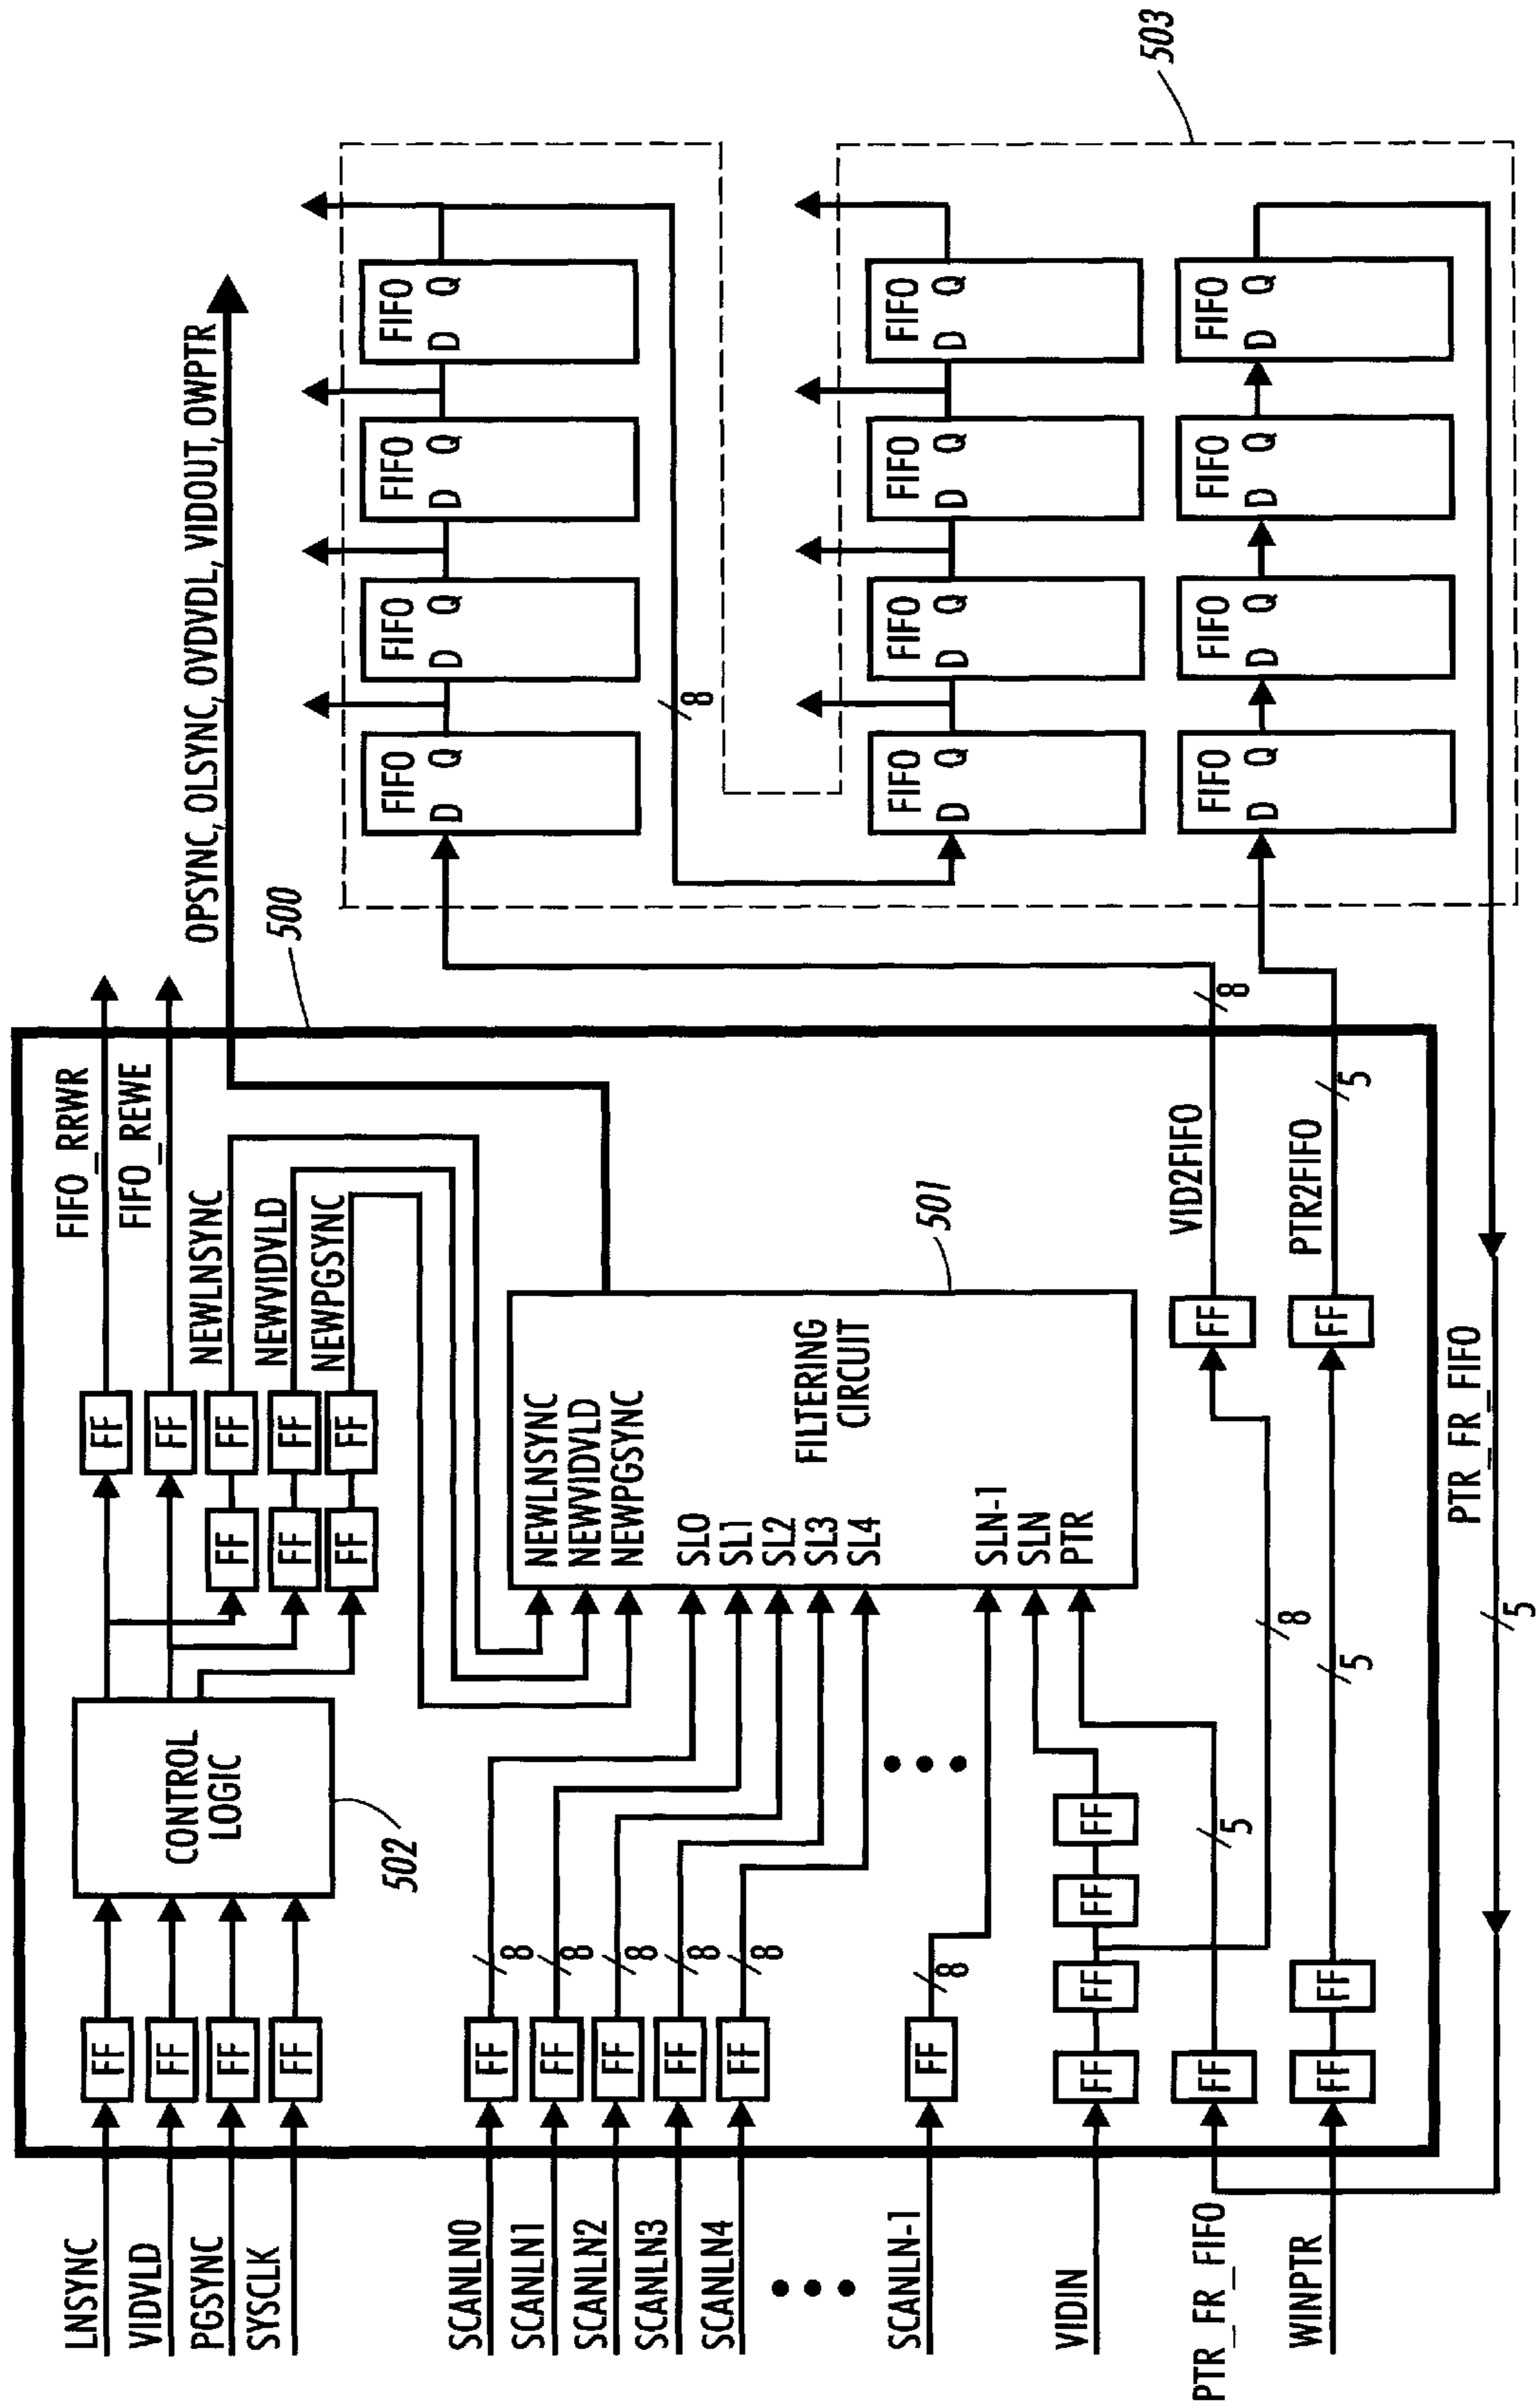 LNSYNC
VIDVLD
PGSYNC
SYSCLK
FF
FF
FF
FF
CONTROL
LOGIC
502
FF
FF
FF
FF
FF
FF
FF
FF
FIFO_RRWR
FIFO_REWE
NEWLNSYNC
NEWVIDVLD
NEWPGSYNC
500
OPSYNC, OLSYNC, OVDVDL, VIDOUT, OWPTR
SCANLN0
SCANLN1
SCANLN2
SCANLN3
SCANLN4
SCANLN-1
FF
FF
FF
FF
FF
FF
8
8
8
8
8
8
NEWLNSYNC
NEWVIDVLD
NEWPGSYNC
SL0
SL1
SL2
SL3
SL4
SLN-1
SLN
PTR
FILTERING
CIRCUIT
501
VIDIN
FF
FF
FF
FF
8
FF
VID2FIFO
8
PTR_FR_FIFO
FF
5
WINPTR
FF
FF
5
FF
PTR2FIFO
5
5
PTR_FR_FIFO
FIFO
D Q
FIFO
D Q
FIFO
D Q
FIFO
D Q
8
FIFO
D Q
FIFO
D Q
FIFO
D Q
FIFO
D Q
FIFO
D Q
FIFO
D Q
FIFO
D Q
FIFO
D Q
503